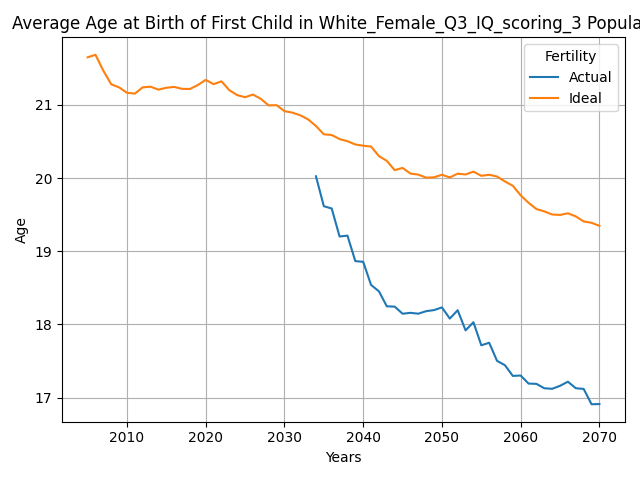 Average Age at Birth of First Child in White_Female_Q3_IQ_scoring_3 Popula
Fertility
Actual
Ideal
21
20
19
18
17
Age
2010 2020 2030 2040 2050 2060 2070
Years